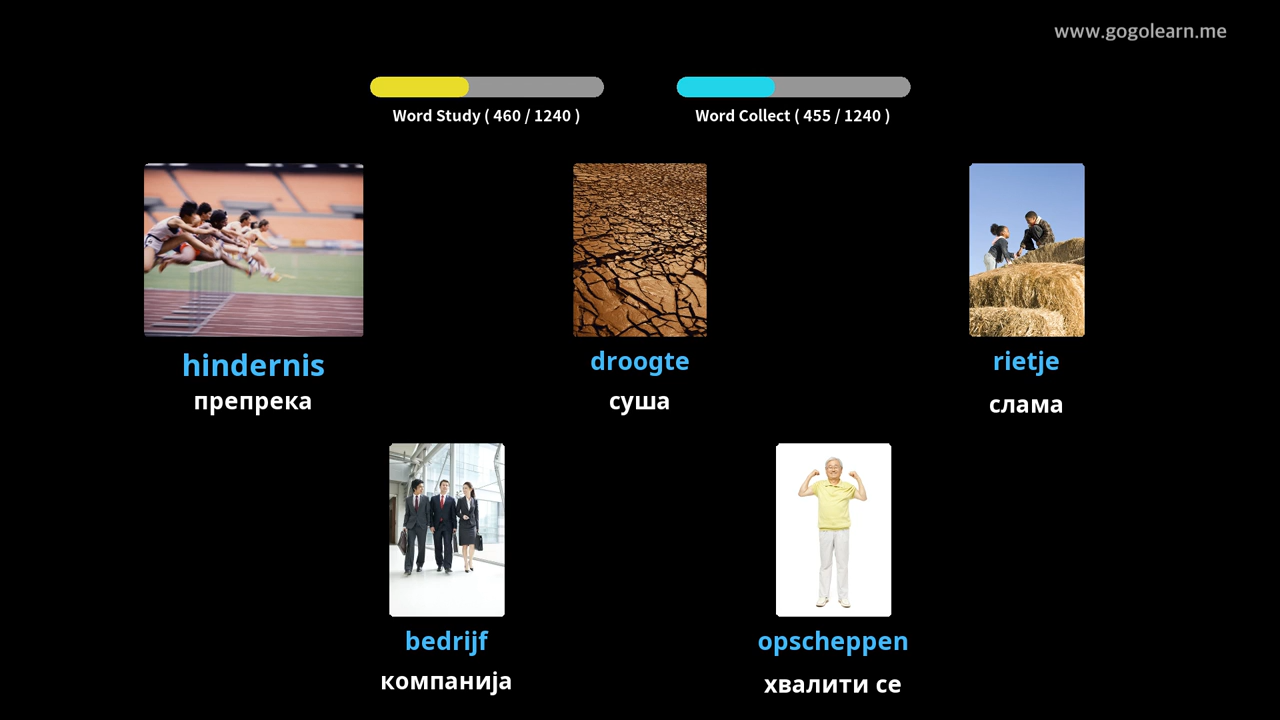 www.gogolearn.me
Word Study ( 460 / 1240 )
Word Collect ( 455 / 1240 )
hindernis
препрека
droogte
суша
rietje
слама
bedrijf
компанија
opscheppen
хвалити се